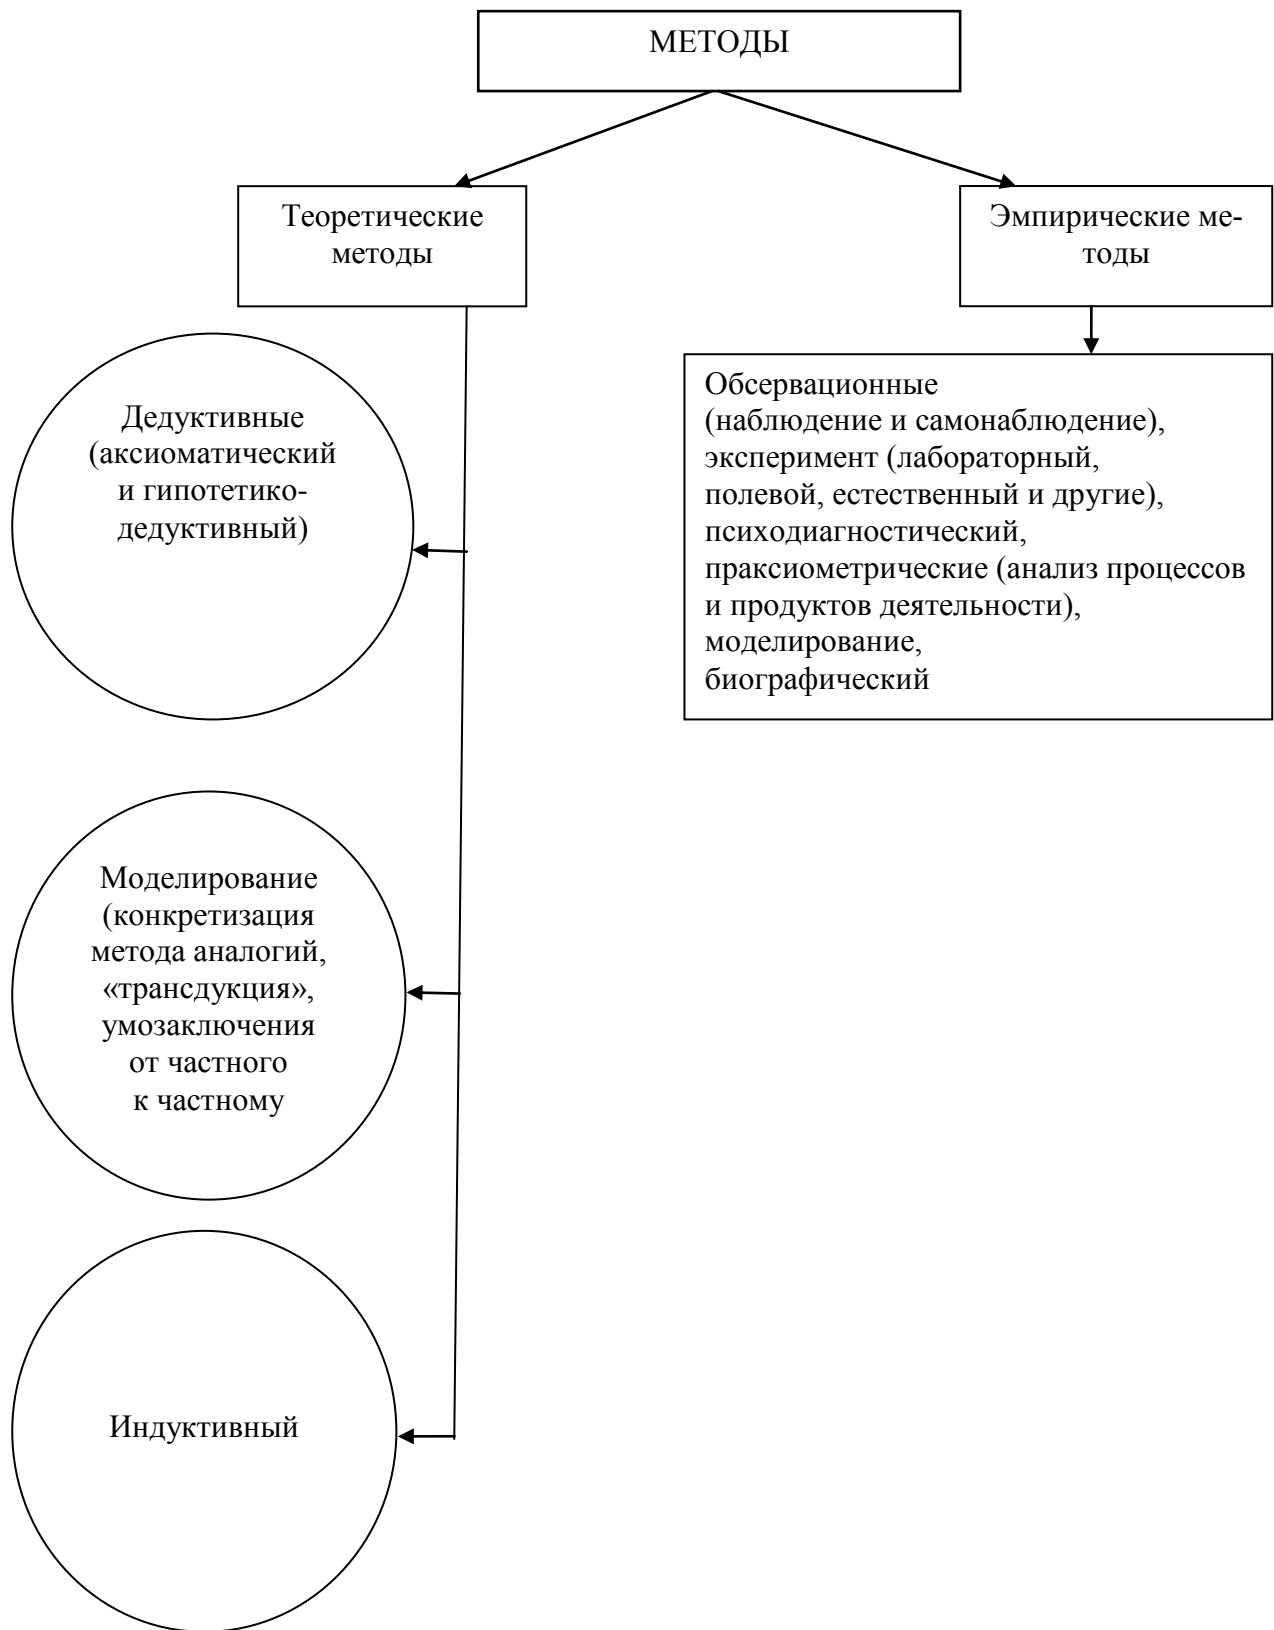 МЕТОДЫ
Теоретические
методы
Эмпирические ме-
тоды
Дедуктивные
(аксиоматический
и гипотетико-
дедуктивный)
Обсервационные
(наблюдение и самонаблюдение),
эксперимент (лабораторный,
полевой, естественный и другие),
психодиагностический,
праксиометрические (анализ процессов
и продуктов деятельности),
моделирование,
биографический
Моделирование
(конкретизация
метода аналогий,
«трансдукция»,
умозаключения
от частного
к частному
Индуктивный